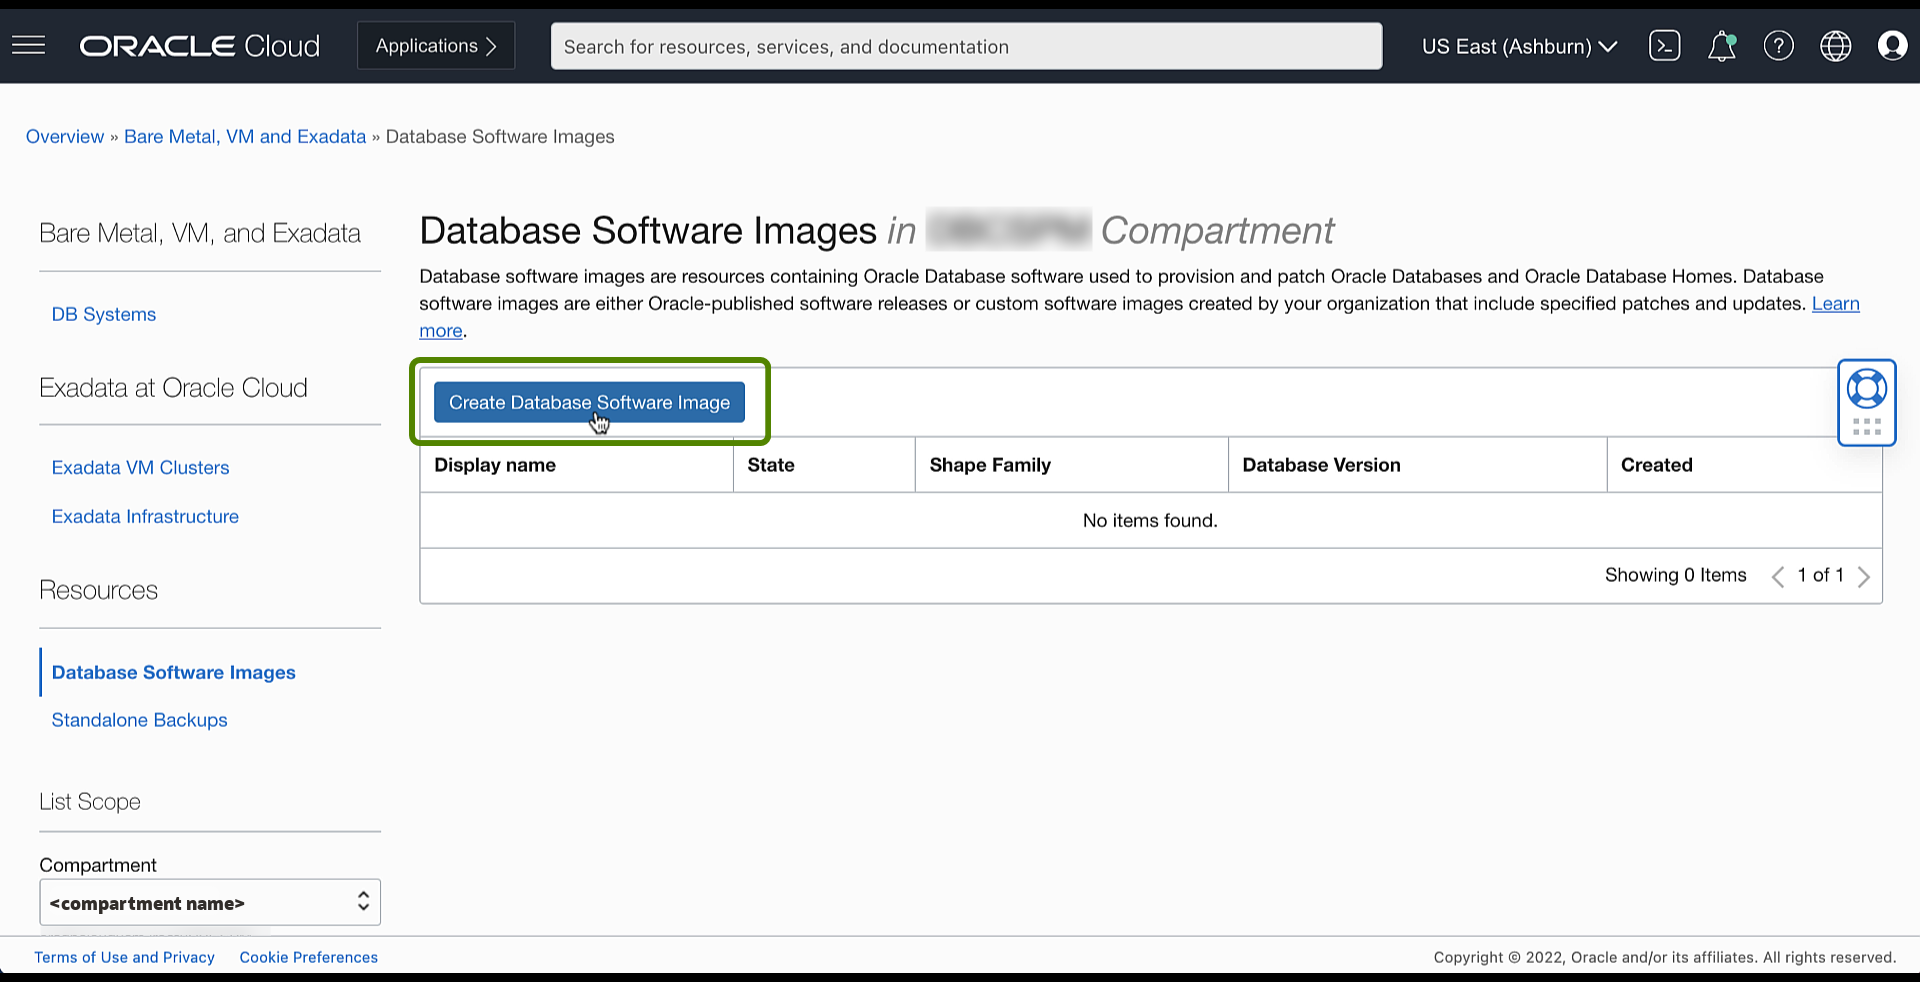 ORACLE Cloud
Applications
Search for resources, services, and documentation
US East (Ashburn)
Overview » Bare Metal, VM and Exadata » Database Software Images
Bare Metal, VM, and Exadata
DB Systems
Exadata at Oracle Cloud
Exadata VM Clusters
Exadata Infrastructure
Resources
Database Software Images
Standalone Backups
List Scope
Compartment
<compartment name>
Database Software Images in Compartment
Database software images are resources containing Oracle Database software used to provision and patch Oracle Databases and Oracle Database Homes. Database
software images are either Oracle-published software releases or custom software images created by your organization that include specified patches and updates. Learn
more.
Create Database Software Image
Display name State Shape Family Database Version Created
No items found.
Showing 0 Items 1 of 1
Terms of Use and Privacy Cookie Preferences
Copyright © 2022, Oracle and/or its affiliates. All rights reserved.